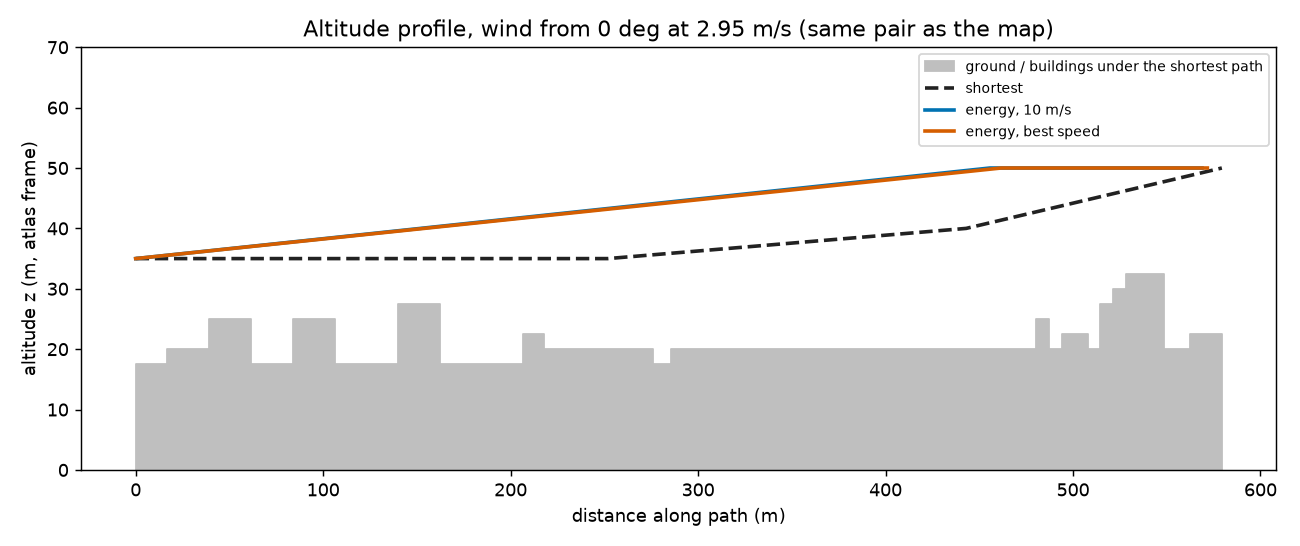 Altitude profile, wind from 0 deg at 2.95 m/s (same pair as the map)
ground / buildings under the shortest path
shortest
energy, 10 m/s
energy, best speed
altitude z (m, atlas frame)
70
60
50
40
30
20
10
0
0 100 200 300 400 500 600
distance along path (m)